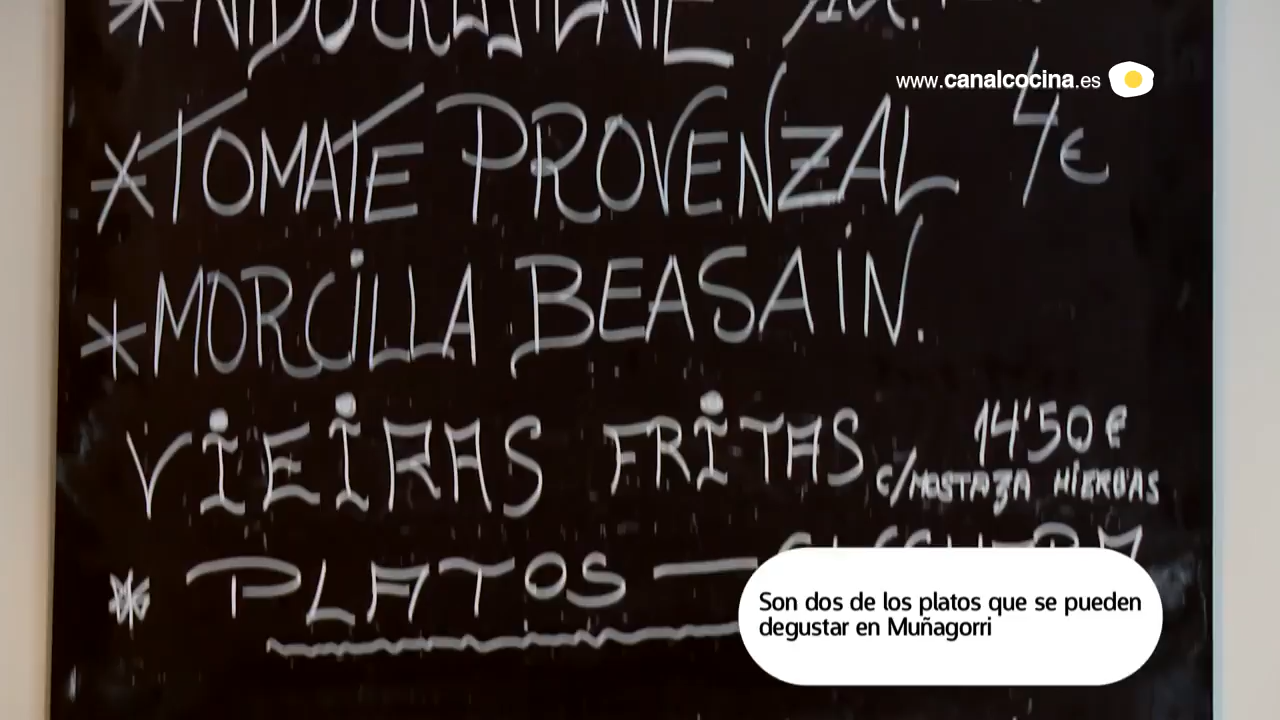 www.canalcocina.es
*TOMATE PROVENZAL 4€
*MORCILLA BEASAIN.
VIEIRAS FRITAS 14'50€
C/MOSTAZA HIERBAS
* PLATOS —
Son dos de los platos que se pueden
degustar en Muñagorri